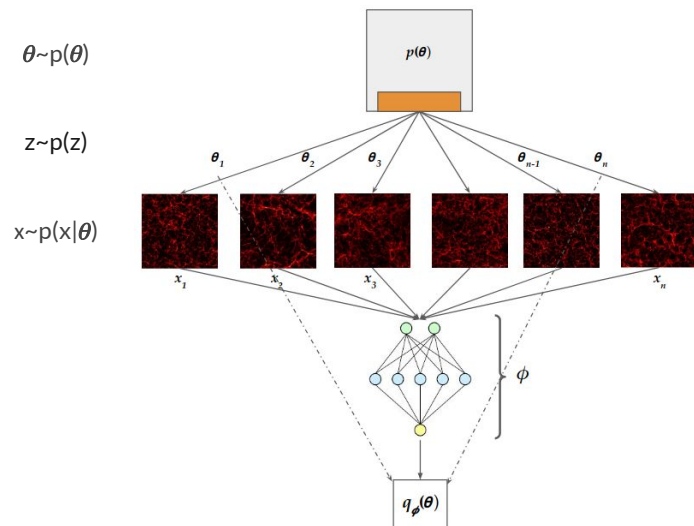 θ~p(θ)
p(θ)
z~p(z)
θ1 θ2 θ3 θn-1 θn
x~p(x|θ)
x1 x2 x3 xn
ϕ
qϕ(θ)